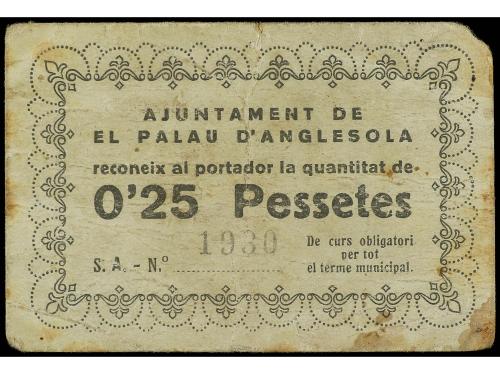 AJUNTAMENT DE
EL PALAU D'ANGLESOLA
reconeix al portador la quantitat de
0'25 Pessetes
S. A. - N.º 1930
De curs obligatori
per tot
el terme municipal.